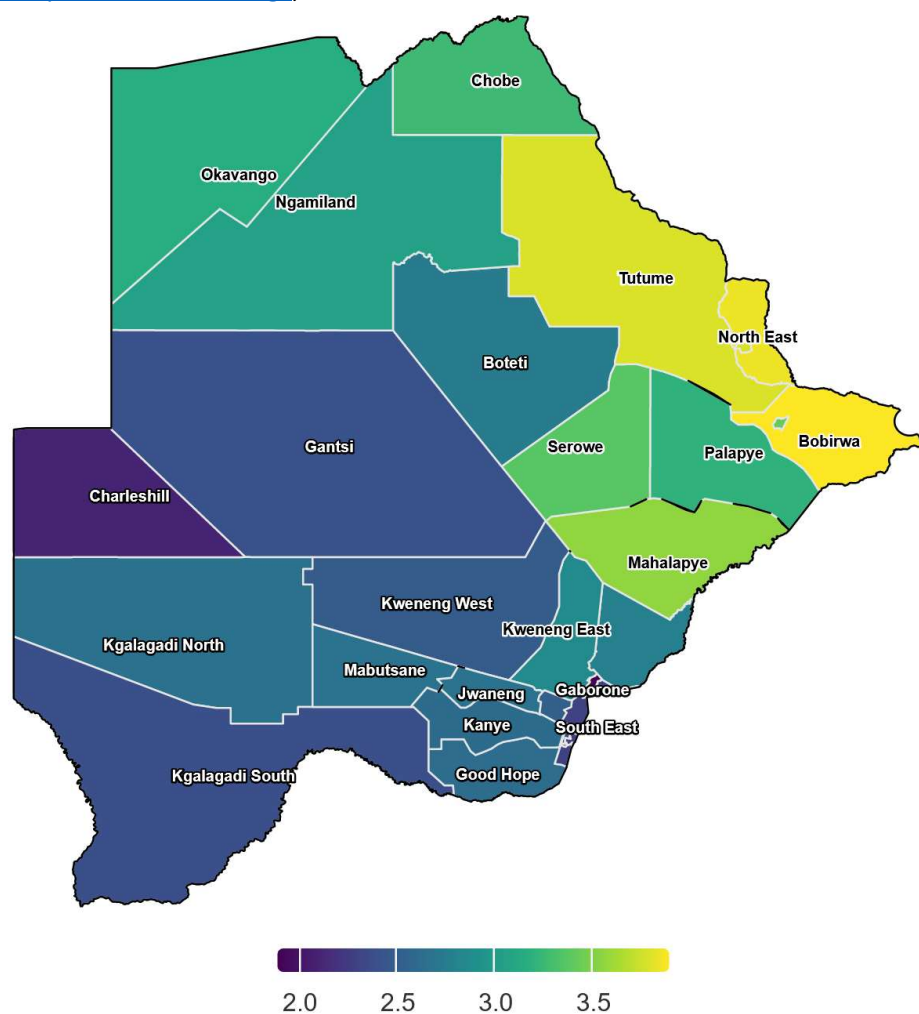 Chobe
Okavango
Ngamiland
Tutume
North East
Boteti
Bobirwa
Gantsi
Serowe
Palapye
Charleshill
Mahalapye
Kweneng West
Kweneng East
Kgalagadi North
Mabutsane
Jwaneng
Gaborone
Kanye
South East
Kgalagadi South
Good Hope
2.0 2.5 3.0 3.5